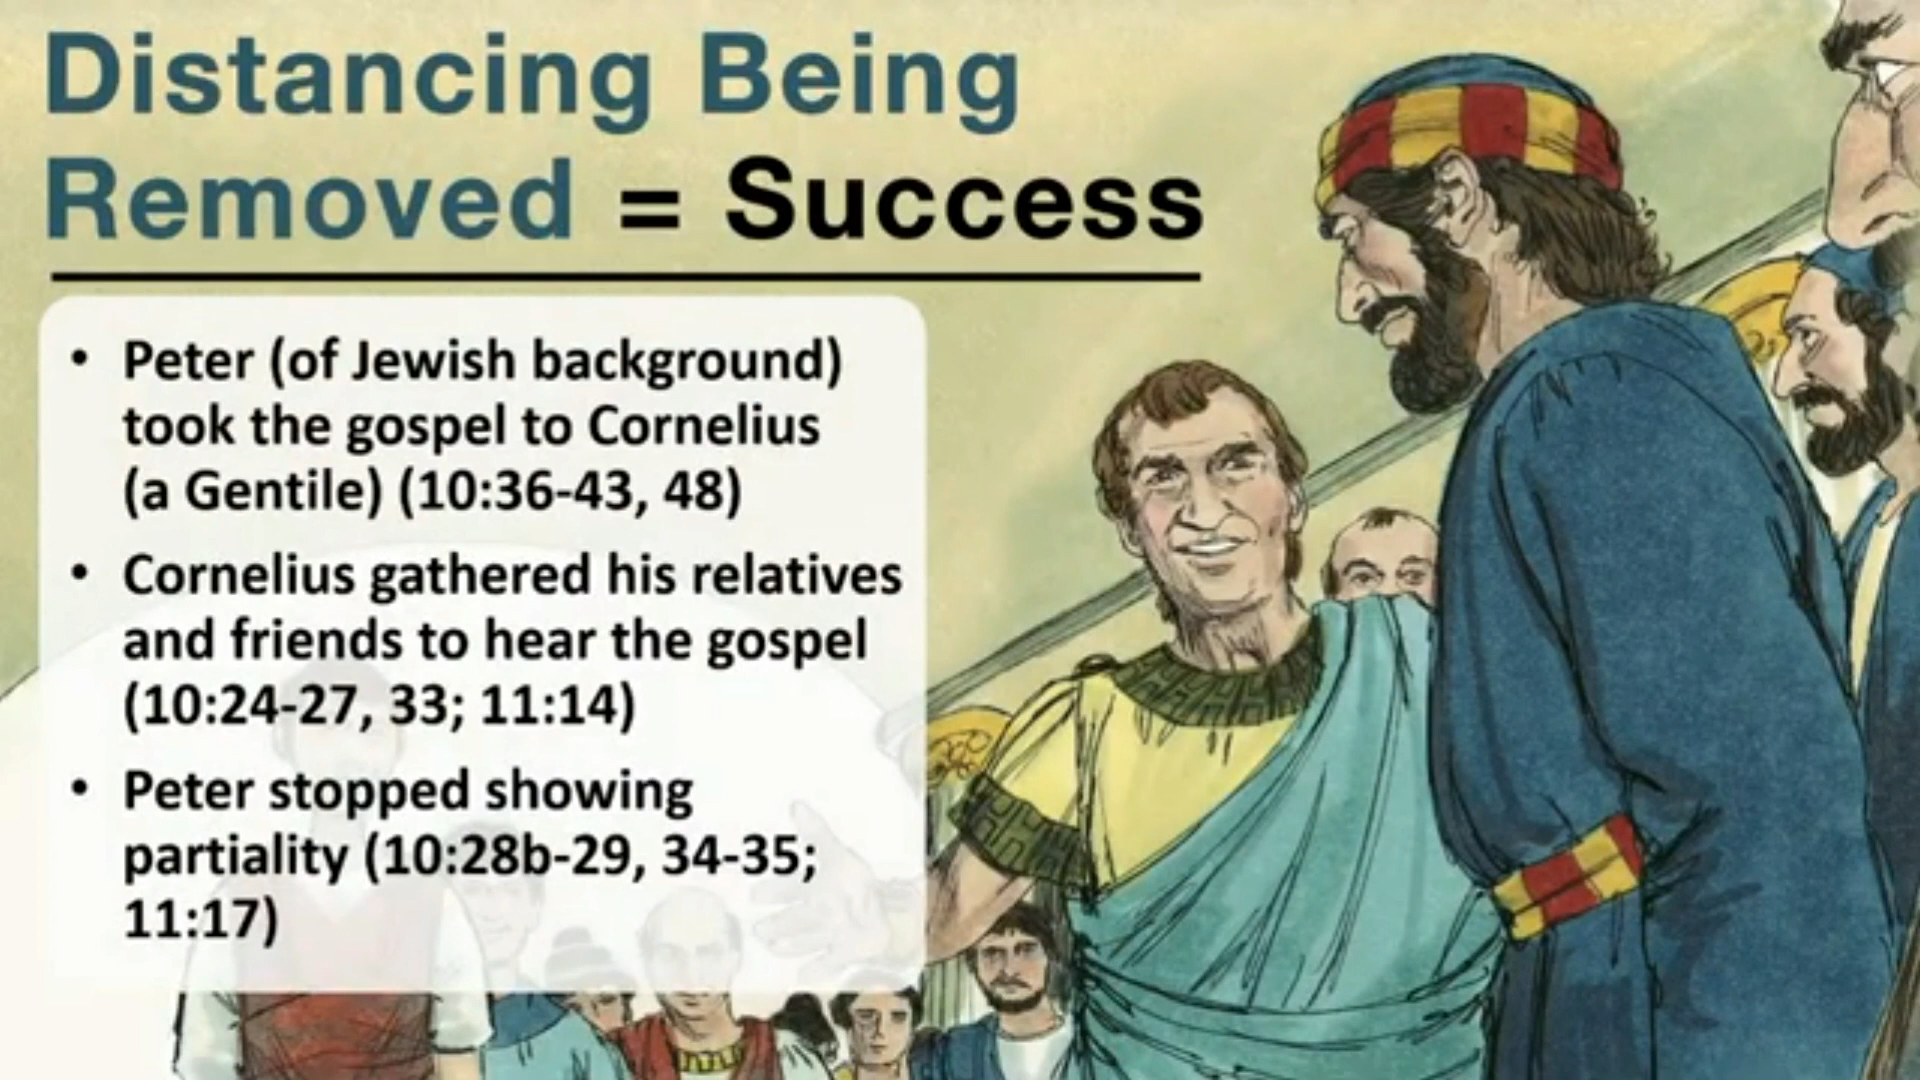 Distancing Being
Removed = Success
• Peter (of Jewish background)
took the gospel to Cornelius
(a Gentile) (10:36-43, 48)
• Cornelius gathered his relatives
and friends to hear the gospel
(10:24-27, 33; 11:14)
• Peter stopped showing
partiality (10:28b-29, 34-35;
11:17)